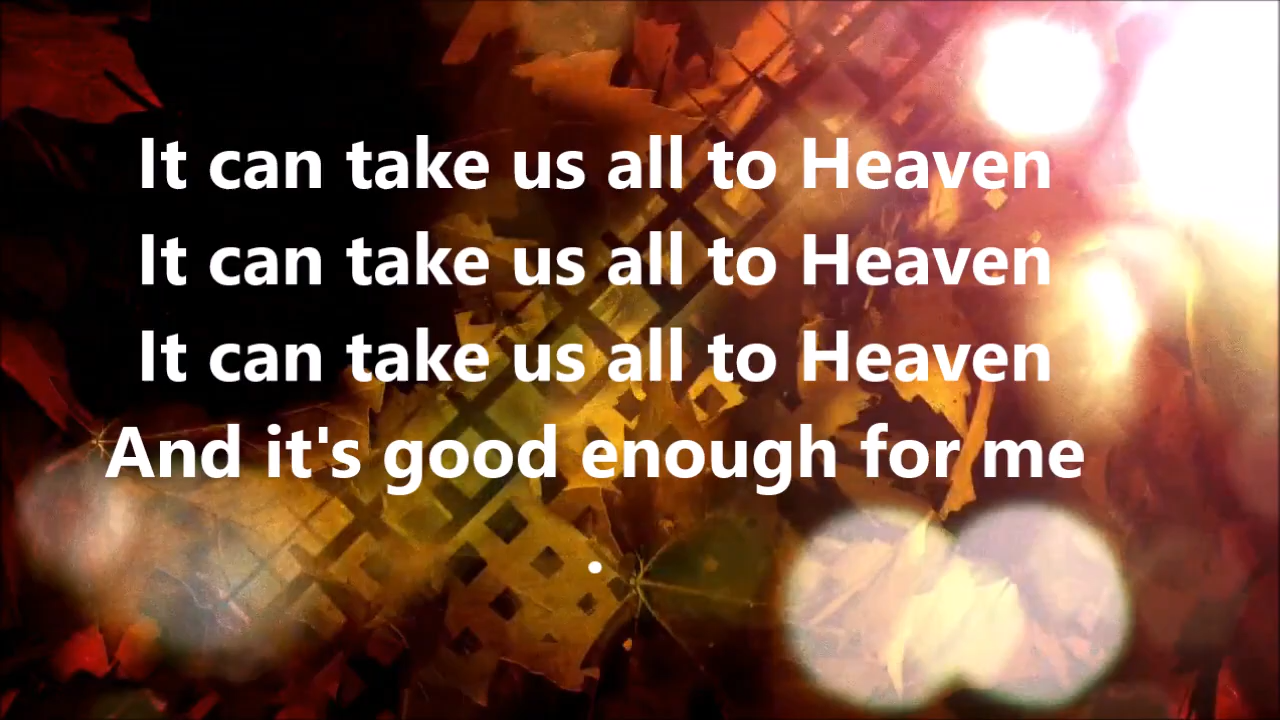 It can take us all to Heaven
It can take us all to Heaven
It can take us all to Heaven
And it's good enough for me
.